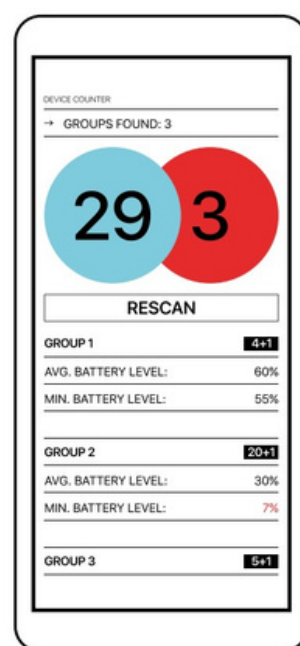 DEVICE COUNTER
→ GROUPS FOUND: 3
29 3
RESCAN
GROUP 1 4+1
AVG. BATTERY LEVEL: 60%
MIN. BATTERY LEVEL: 55%
GROUP 2 20+1
AVG. BATTERY LEVEL: 30%
MIN. BATTERY LEVEL: 7%
GROUP 3 5+1